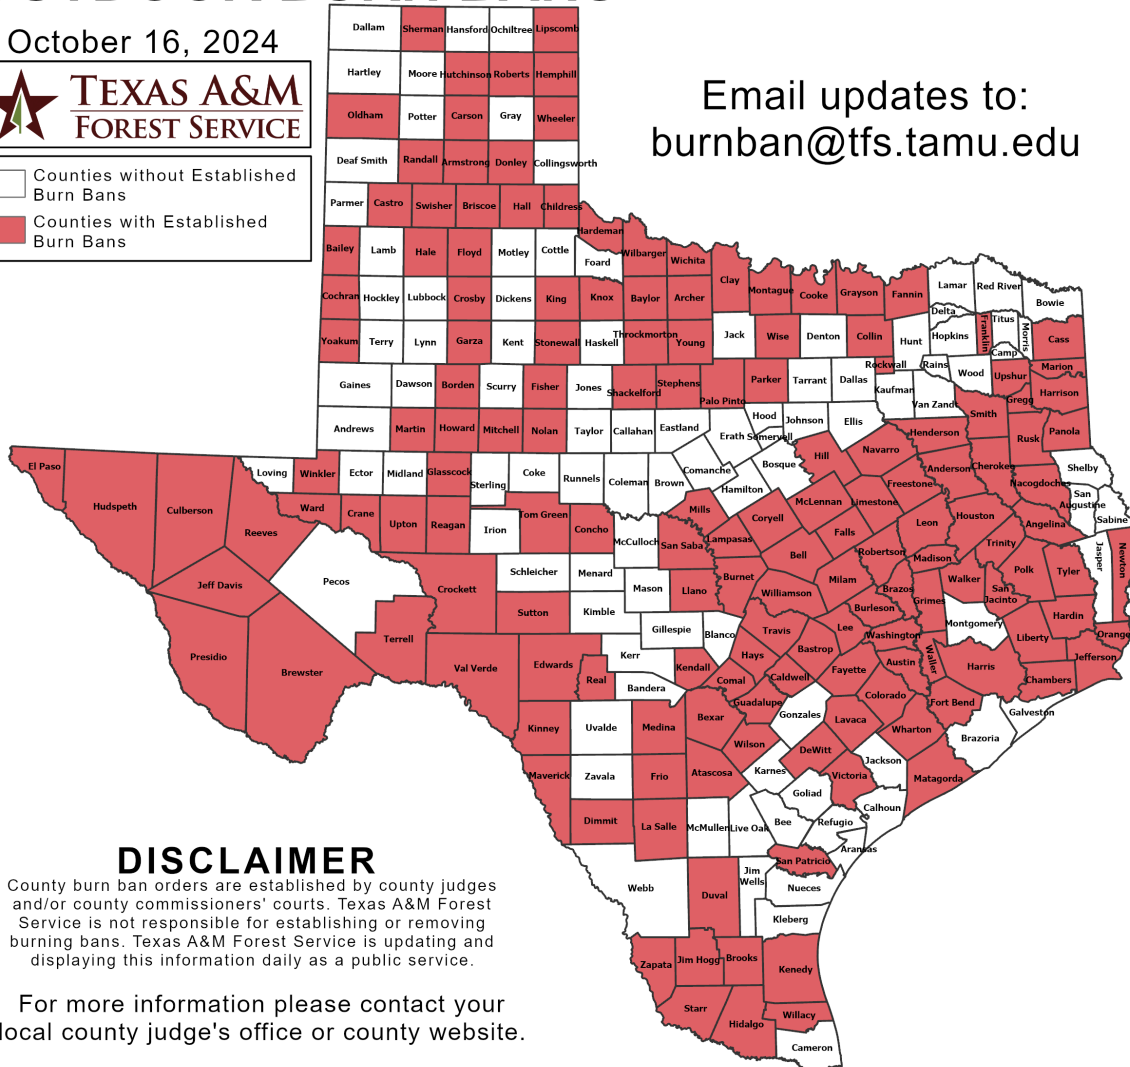 October 16, 2024
TEXAS A&M
FOREST SERVICE
Counties without Established
Burn Bans
Counties with Established
Burn Bans
Email updates to:
burnban@tfs.tamu.edu
Dallam Sherman Hansford Ochiltree Lipscomb
Hartley Moore Hutchinson Roberts Hemphill
Oldham Potter Carson Gray Wheeler
Deaf Smith Randall Armstrong Donley Collingsworth
Parmer Castro Swisher Briscoe Hall Childress
Hardeman
Bailey Lamb Hale Floyd Motley Cottle Foard Wilbarger Wichita
Clay Montague Cooke Grayson Fannin Lamar Red River Bowie
Cochran Hockley Lubbock Crosby Dickens King Knox Baylor Archer
Delta Titus Franklin Morris
Yoakum Terry Lynn Garza Kent Stonewall Haskell Throckmorton Young Jack Wise Denton Collin Hunt Hopkins Cass
Camp
Rockwall Rains Wood Upshur Marion
Gaines Dawson Borden Scurry Fisher Jones Shackelford Stephens Palo Pinto Parker Tarrant Dallas Kaufman Van Zandt Gregg Harrison
Andrews Martin Howard Mitchell Nolan Taylor Callahan Eastland Erath Hood Somervell Johnson Ellis Henderson Smith Rusk Panola
El Paso Loving Winkler Ector Midland Glasscock Sterling Coke Runnels Coleman Brown Comanche Hamilton Bosque Hill Navarro Anderson Cherokee Nacogdoches Shelby
San
Augustine
Sabine
Hudspeth Culberson Reeves Ward Crane Upton Reagan Irion Tom Green Concho McCulloch San Saba Mills Lampasas Coryell McLennan Limestone Freestone Leon Houston Angelina
Bell Falls Robertson Madison Trinity Polk Tyler Jasper Newton
Jeff Davis Pecos Crockett Schleicher Menard Mason Llano Burnet Williamson Milam Brazos Grimes Walker
San
Jacinto
Sutton Kimble Burleson Hardin
Presidio Brewster Terrell Val Verde Edwards Real Kerr Gillespie Blanco Travis Lee Washington Montgomery Liberty Orange
Bandera Kendall Hays Bastrop Fayette Austin Waller Harris Jefferson
Comal Caldwell Chambers
Kinney Uvalde Medina Bexar Guadalupe Gonzales Lavaca Colorado Fort Bend Galveston
Wilson DeWitt Wharton Brazoria
Maverick Zavala Frio Atascosa Karnes Victoria Jackson Matagorda
Goliad Calhoun
Dimmit La Salle McMullen Live Oak Bee Refugio
Aransas
San Patricio
Webb Duval
Jim
Wells
Nueces
Kleberg
Zapata Jim Hogg Brooks Kenedy
Starr Hidalgo Willacy
Cameron
DISCLAIMER
County burn ban orders are established by county judges
and/or county commissioners' courts. Texas A&M Forest
Service is not responsible for establishing or removing
burning bans. Texas A&M Forest Service is updating and
displaying this information daily as a public service.
For more information please contact your
local county judge's office or county website.